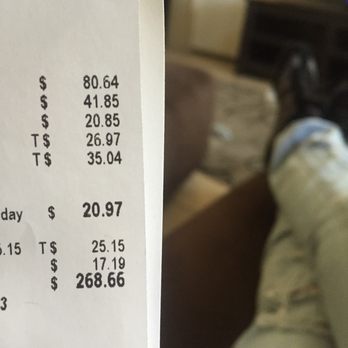 $ 80.64
$ 41.85
$ 20.85
T $ 26.97
T $ 35.04
day $ 20.97
.15 T $ 25.15
$ 17.19
$ 268.66
3